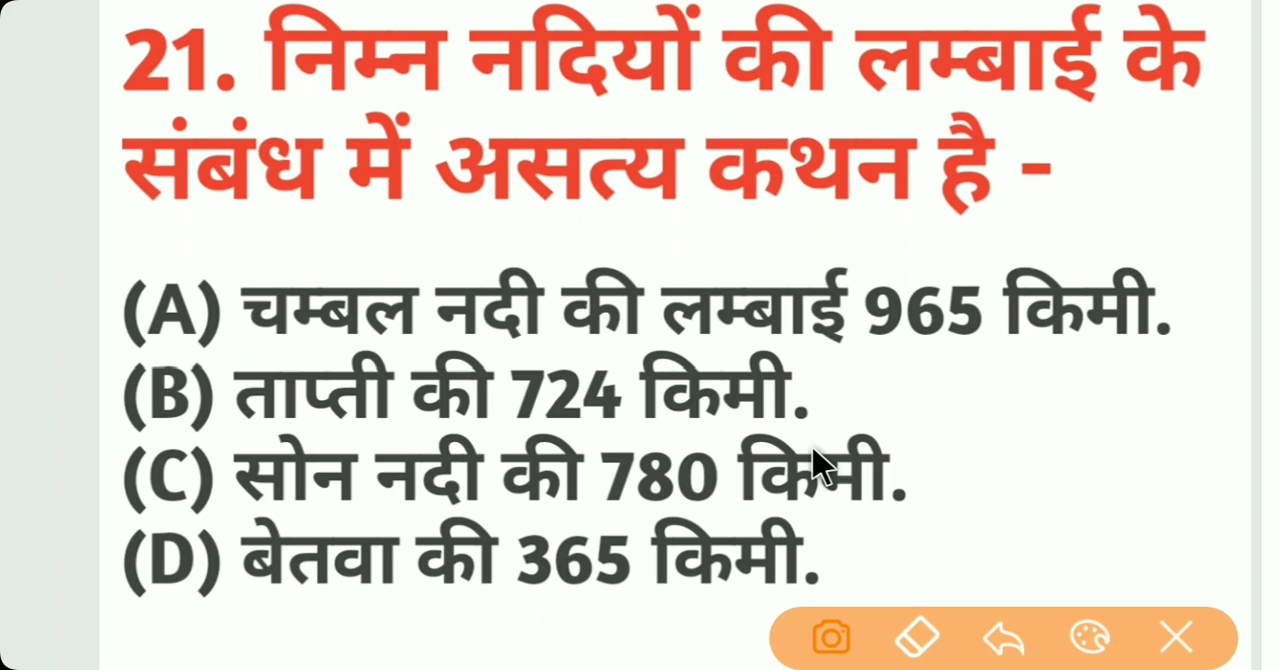 21. निम्न नदियों की लम्बाई के
संबंध में असत्य कथन है -
(A) चम्बल नदी की लम्बाई 965 किमी.
(B) ताप्ती की 724 किमी.
(C) सोन नदी की 780 किमी.
(D) बेतवा की 365 किमी.